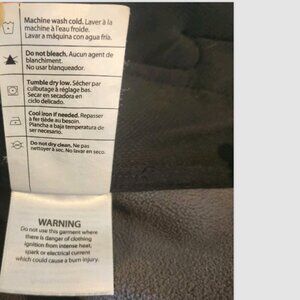 Machine wash cold. Laver à la
machine à l'eau froide.
Lavar a máquina con agua fría.
Do not bleach. Aucun agent de
blanchiment.
No usar blanqueador.
Tumble dry low. Sécher par
culbutage à réglage bas.
Secar en secadora en
ciclo delicado.
Cool iron if needed. Repasser
à fer tiède au besoin.
Plancha a baja temperatura de
ser necesario.
Do not dry clean. Ne pas
nettoyer à sec. No lavar en seco.
WARNING
Do not use this garment where
there is danger of clothing
ignition from intense heat,
spark or electrical current
which could cause a burn injury.